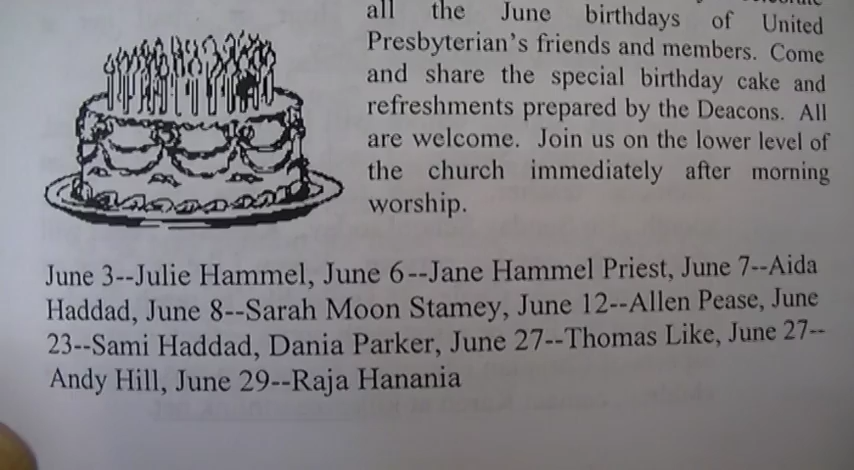 all the June birthdays of United
Presbyterian's friends and members. Come
and share the special birthday cake and
refreshments prepared by the Deacons. All
are welcome. Join us on the lower level of
the church immediately after morning
worship.
June 3--Julie Hammel, June 6--Jane Hammel Priest, June 7--Aida
Haddad, June 8--Sarah Moon Stamey, June 12--Allen Pease, June
23--Sami Haddad, Dania Parker, June 27--Thomas Like, June 27--
Andy Hill, June 29--Raja Hanania